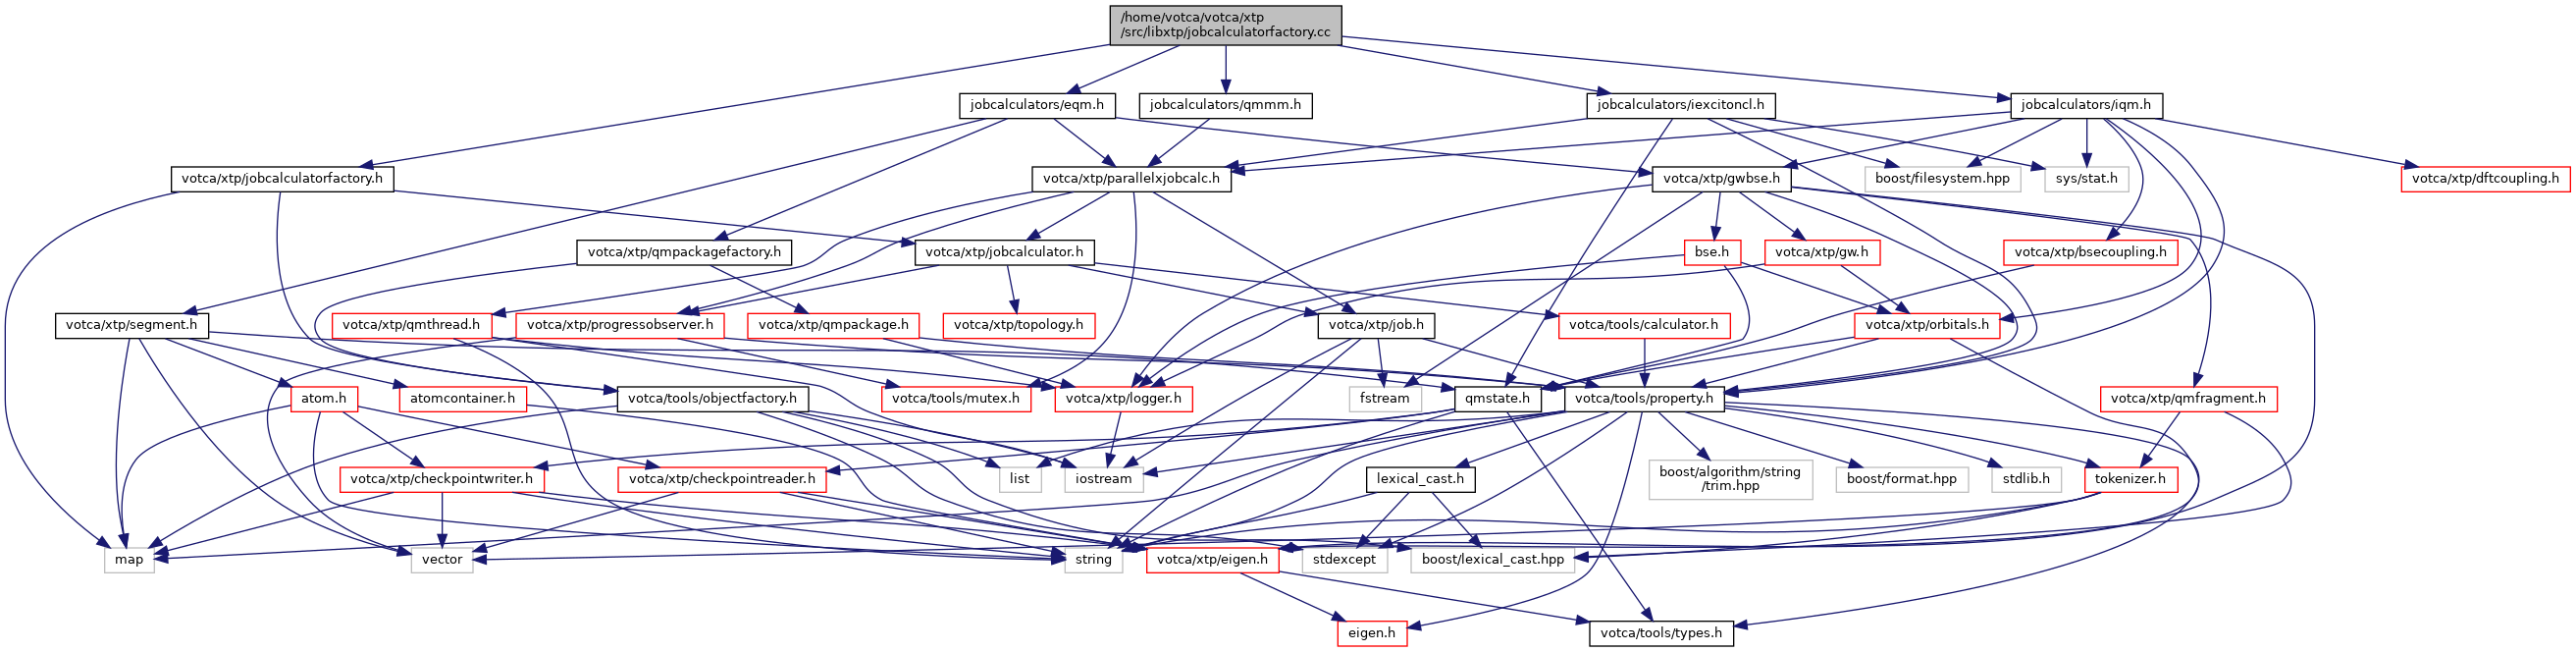 /home/votca/votca/xtp
/src/libxtp/jobcalculatorfactory.cc
jobcalculators/eqm.h
jobcalculators/qmmm.h
jobcalculators/iexcitoncl.h
jobcalculators/iqm.h
votca/xtp/jobcalculatorfactory.h
votca/xtp/parallelxjobcalc.h
votca/xtp/gwbse.h
boost/filesystem.hpp
sys/stat.h
votca/xtp/dftcoupling.h
votca/xtp/qmpackagefactory.h
votca/xtp/jobcalculator.h
bse.h
votca/xtp/gw.h
votca/xtp/bsecoupling.h
votca/xtp/segment.h
votca/xtp/qmthread.h
votca/xtp/progressobserver.h
votca/xtp/qmpackage.h
votca/xtp/topology.h
votca/xtp/job.h
votca/tools/calculator.h
votca/xtp/orbitals.h
atom.h
atomcontainer.h
votca/tools/objectfactory.h
votca/tools/mutex.h
votca/xtp/logger.h
fstream
qmstate.h
votca/tools/property.h
votca/xtp/qmfragment.h
votca/xtp/checkpointwriter.h
votca/xtp/checkpointreader.h
list
iostream
lexical_cast.h
boost/algorithm/string
/trim.hpp
boost/format.hpp
stdlib.h
tokenizer.h
map
vector
string
votca/xtp/eigen.h
stdexcept
boost/lexical_cast.hpp
eigen.h
votca/tools/types.h